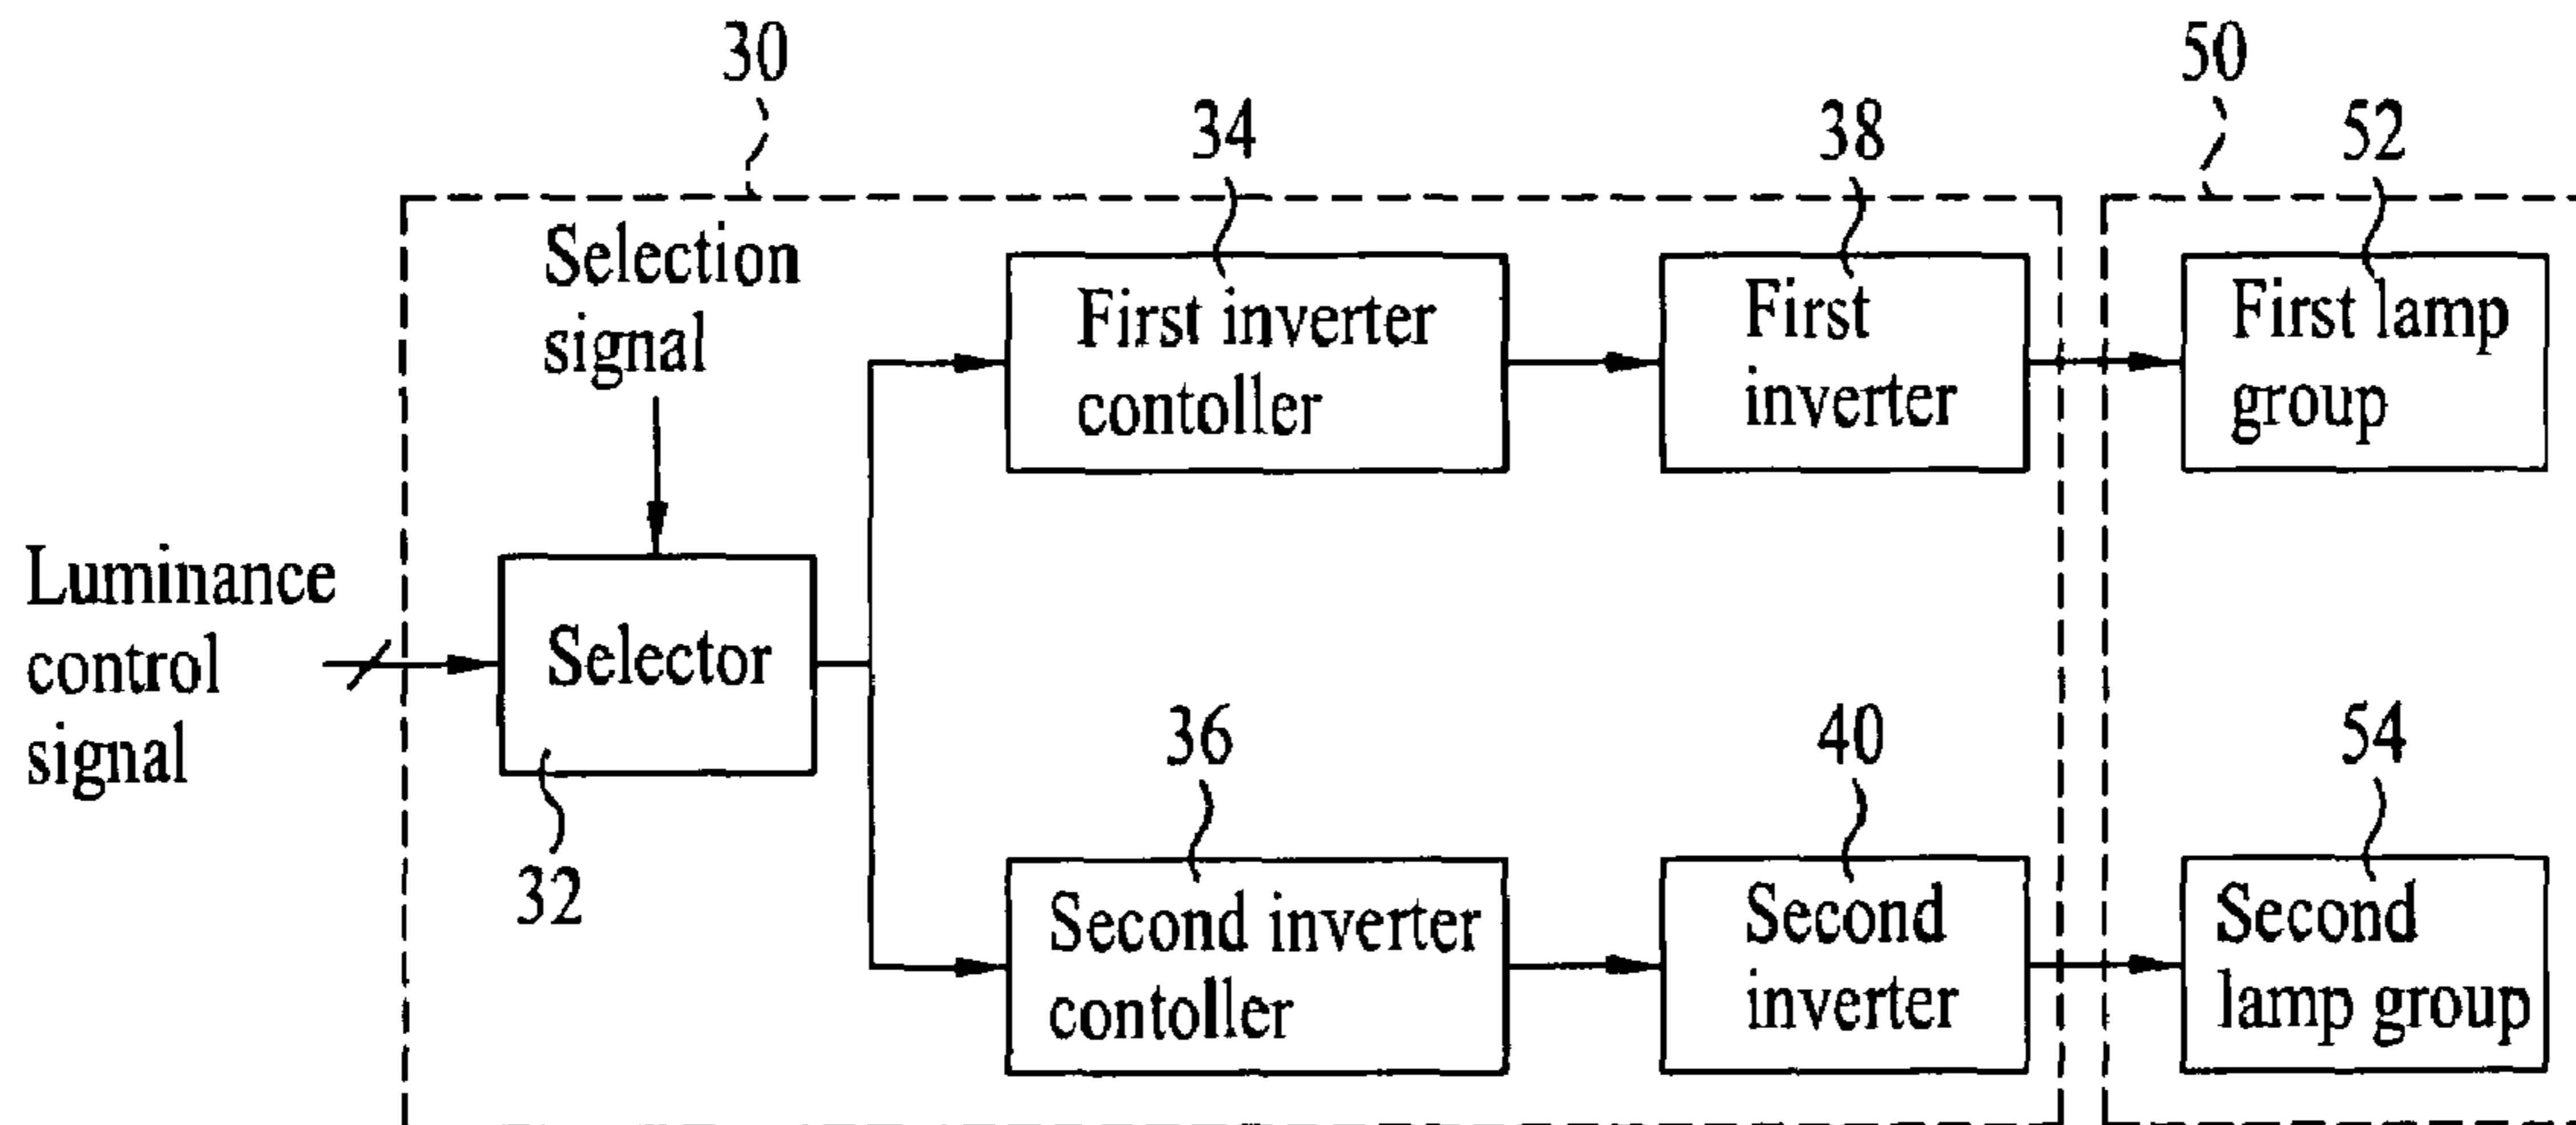 30
50
34
38
52
Selection
signal
First inverter
contoller
First
inverter
First lamp
group
Luminance
control
signal
Selector
32
36
40
54
Second inverter
contoller
Second
inverter
Second
lamp group